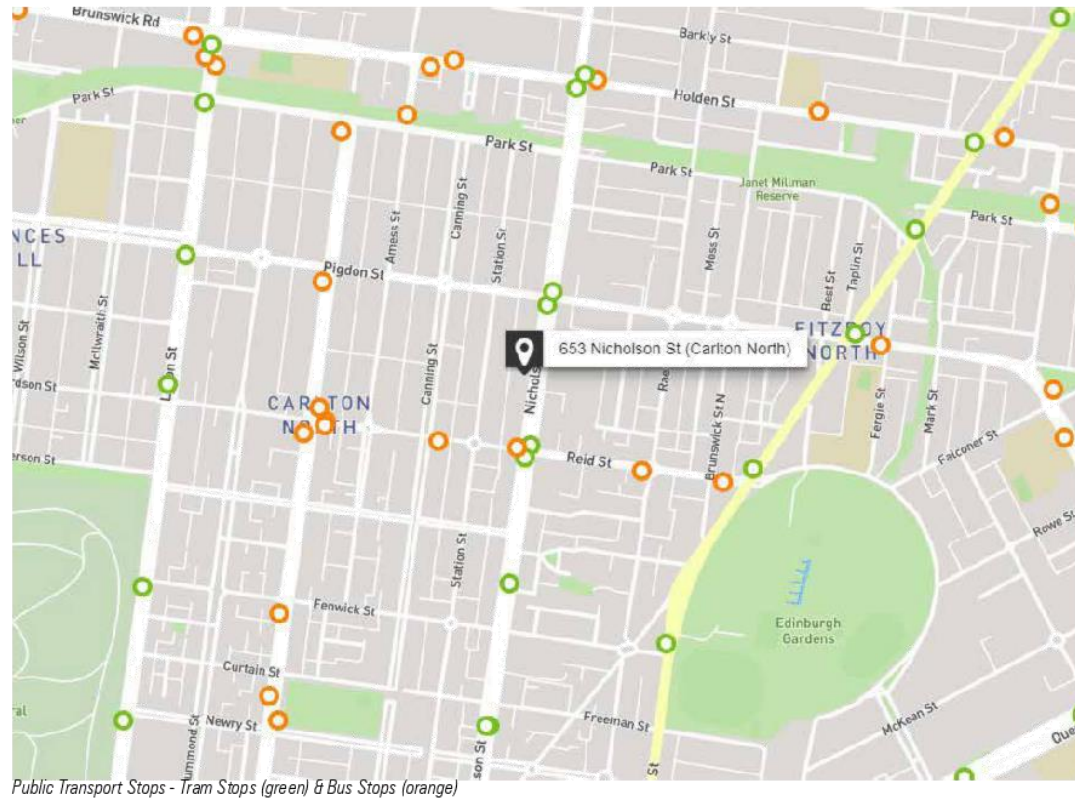 Brunswick Rd
Barkly St
Holden St
Park St
Park St
Park St
Janet Millman
Reserve
Park St
Amess St
Canning St
Station St
Moss St
Best St
Taplin St
NCES
LL
Pigdon St
McIlwraith St
Wilson St
FITZROY
NORTH
653 Nicholson St (Carlton North)
Nichols
Canning St
CARLTON
NORTH
rdson St
erson St
Reid St
Brunswick St N
Fergie St
Mark St
Falconer St
Rowe St
Station St
Fenwick St
Edinburgh
Gardens
Curtain St
Newry St
Freeman St
McKean St
Que
ral
ummond St
son St
St
Public Transport Stops - Tram Stops (green) & Bus Stops (orange)